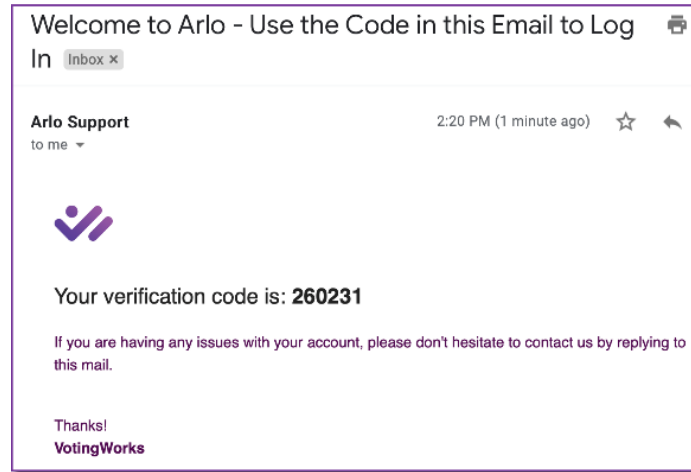 Welcome to Arlo - Use the Code in this Email to Log
In Inbox ×
Arlo Support 2:20 PM (1 minute ago)
to me
Your verification code is: 260231
If you are having any issues with your account, please don't hesitate to contact us by replying to
this mail.
Thanks!
VotingWorks